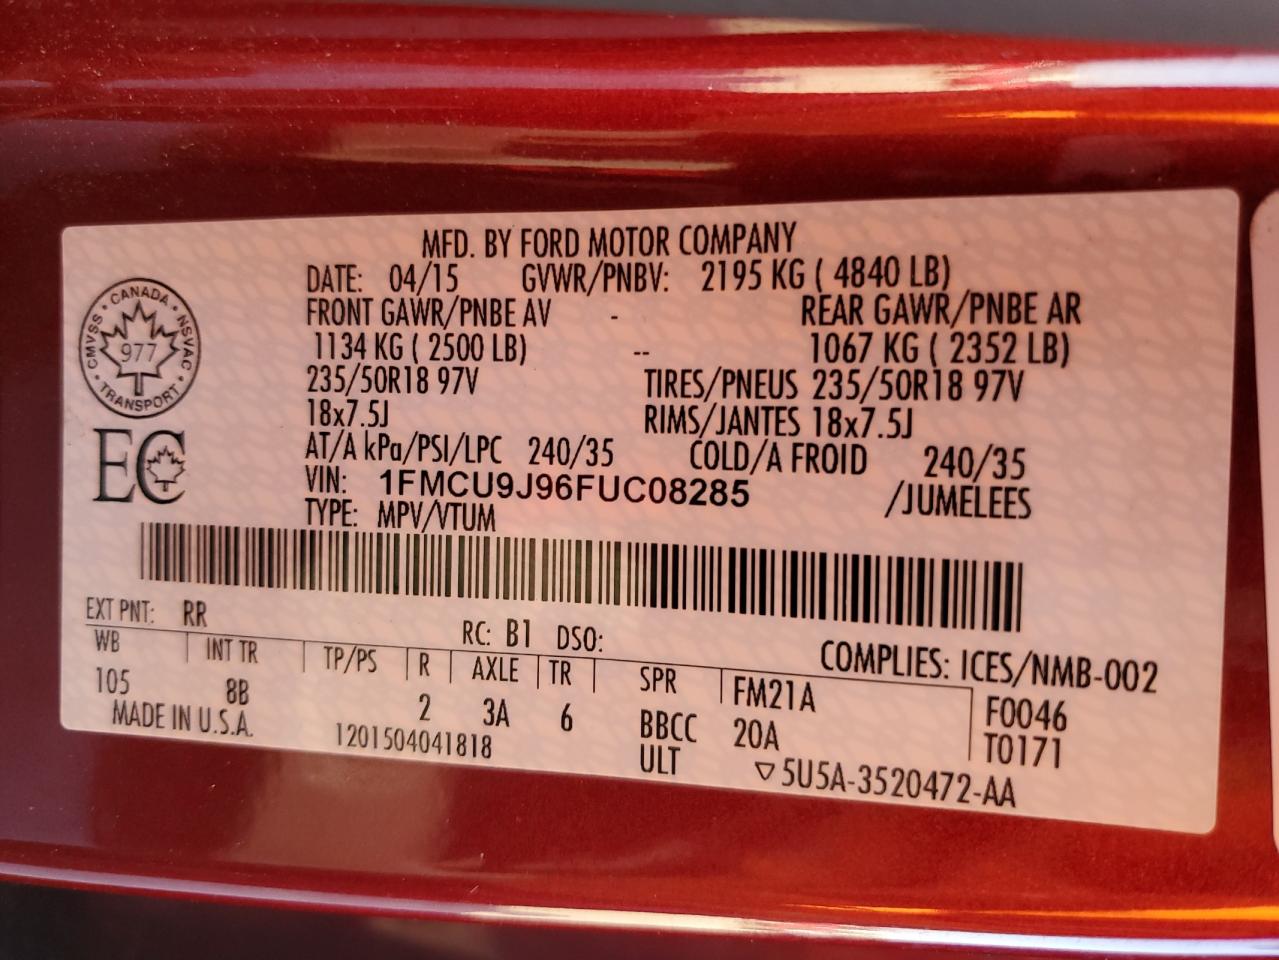 MFD. BY FORD MOTOR COMPANY
DATE: 04/15 GVWR/PNBV: 2195 KG ( 4840 LB)
FRONT GAWR/PNBE AV - REAR GAWR/PNBE AR
1134 KG ( 2500 LB) -- 1067 KG ( 2352 LB)
235/50R18 97V TIRES/PNEUS 235/50R18 97V
18x7.5J RIMS/JANTES 18x7.5J
AT/A kPa/PSI/LPC 240/35 COLD/A FROID 240/35
VIN: 1FMCU9J96FUC08285 /JUMELEES
TYPE: MPV/VTUM
CANADA
CMVSS 977 NSVAC
TRANSPORT
EC
EXT PNT: RR RC: B1 DSO:
COMPLIES: ICES/NMB-002
WB INT TR TP/PS R AXLE TR SPR FM21A F0046
105 8B 2 3A 6 BBCC 20A T0171
MADE IN U.S.A. 1201504041818 ULT ▽5U5A-3520472-AA